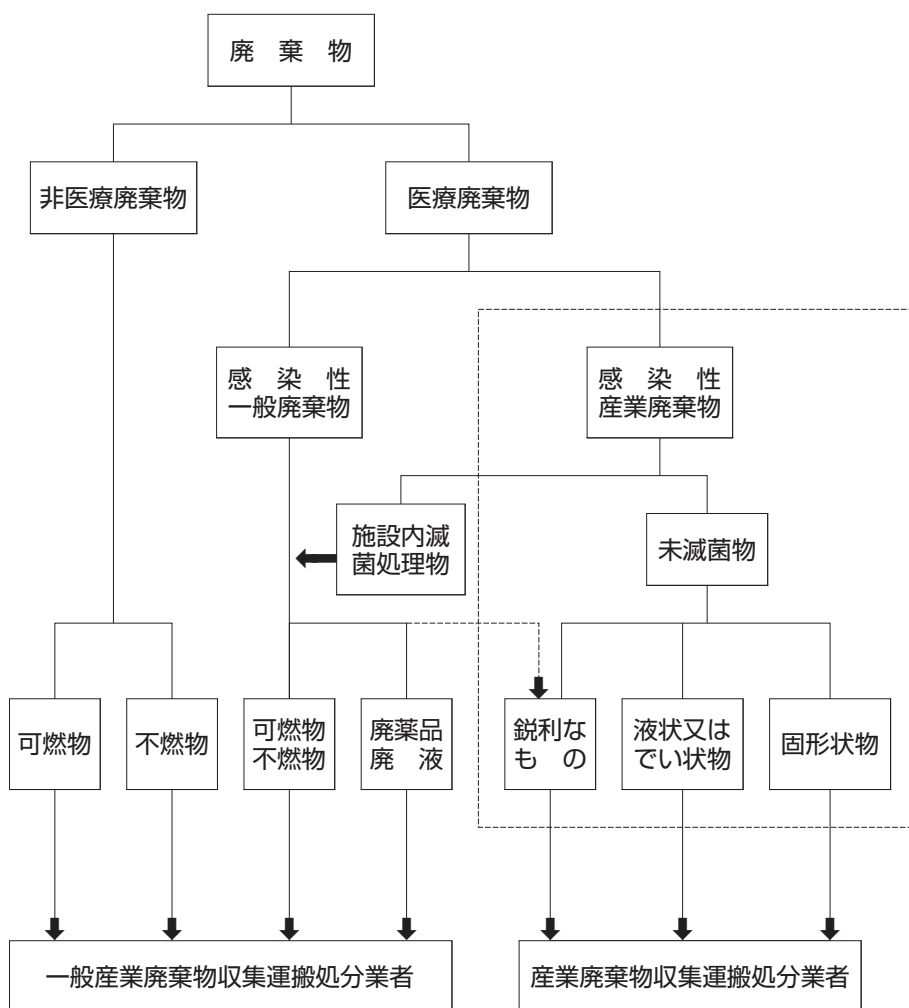 廃　棄　物
非医療廃棄物
医療廃棄物
感　染　性
一般廃棄物
感　染　性
産業廃棄物
施設内滅
菌処理物
未滅菌物
可燃物
不燃物
可燃物
不燃物
廃薬品
廃　液
鋭利な
も　の
液状又は
でい状物
固形状物
一般産業廃棄物収集運搬処分業者
産業廃棄物収集運搬処分業者